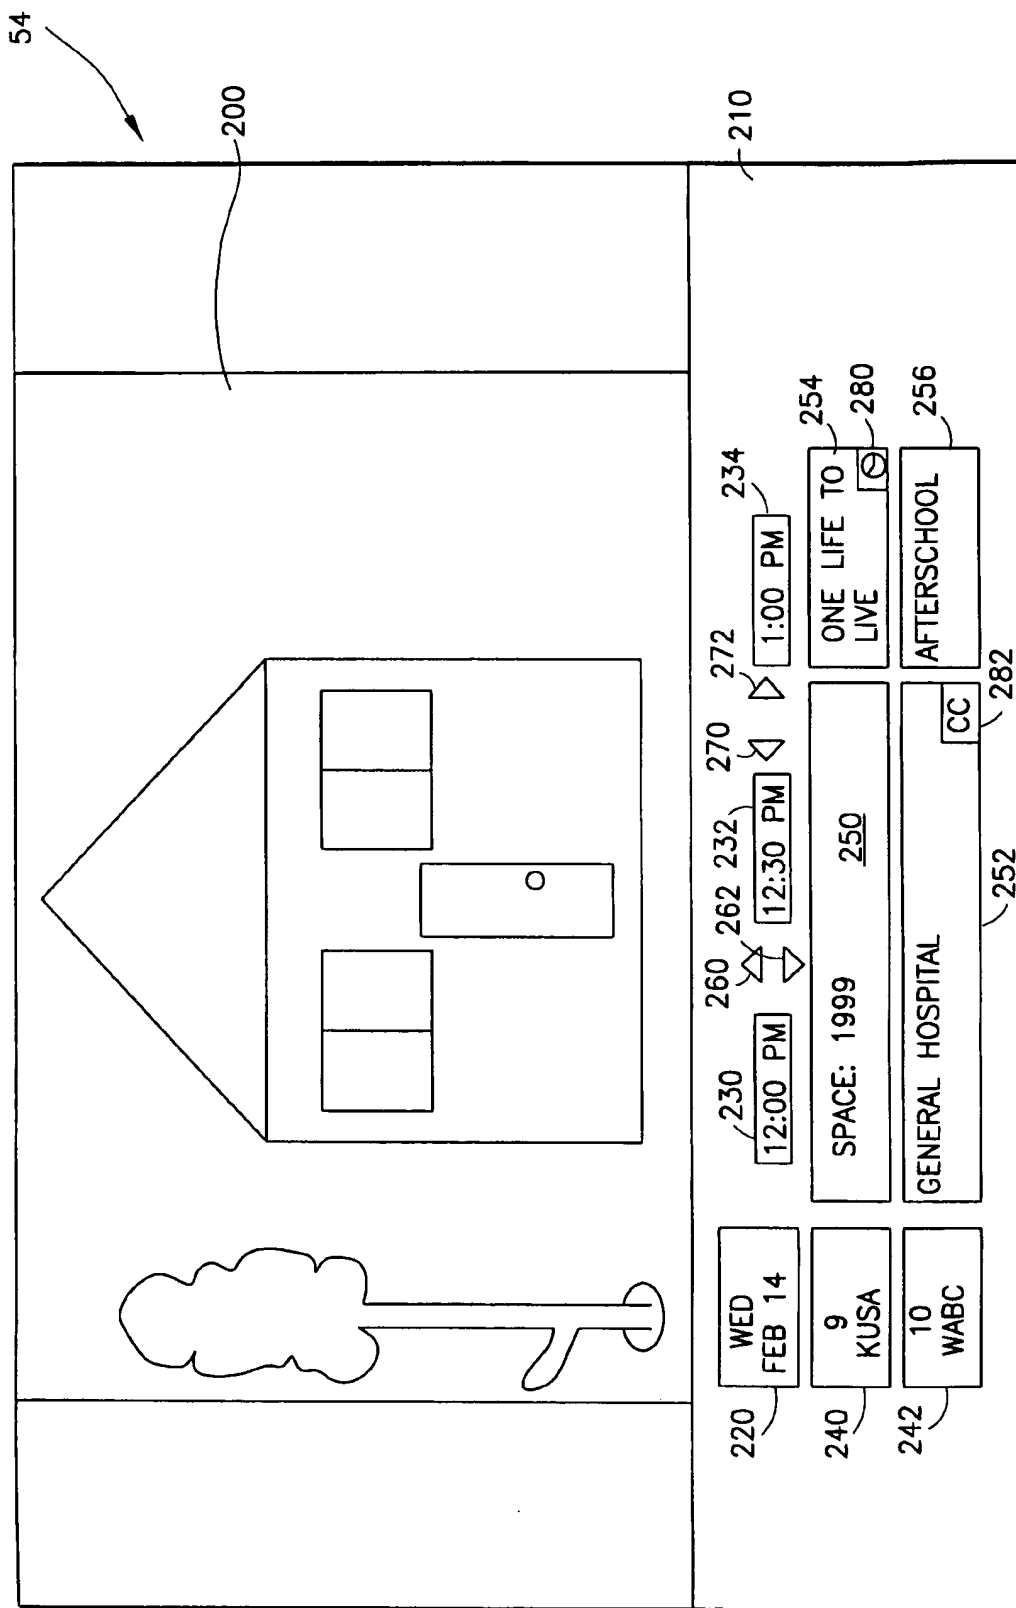 54
200
210
230
260
262
232
270
272
234
12:00 PM
12:30 PM
1:00 PM
220
WED
FEB 14
240
9
KUSA
SPACE: 1999
250
ONE LIFE TO
LIVE
254
280
242
10
WABC
GENERAL HOSPITAL
CC
AFTERSCHOOL
256
252
282